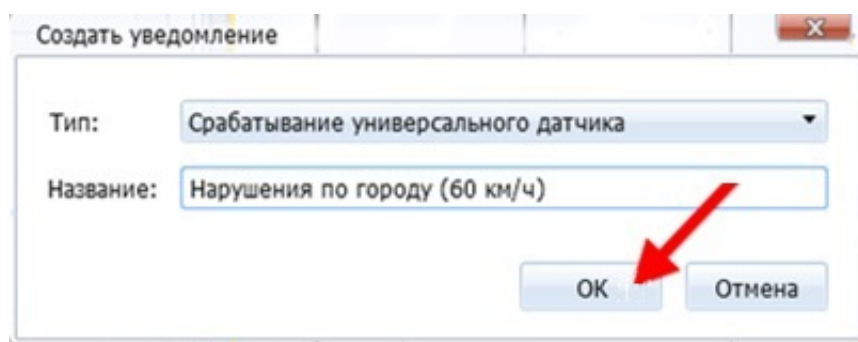 Создать уведомление
Тип: Срабатывание универсального датчика
Название: Нарушения по городу (60 км/ч)
ОК Отмена